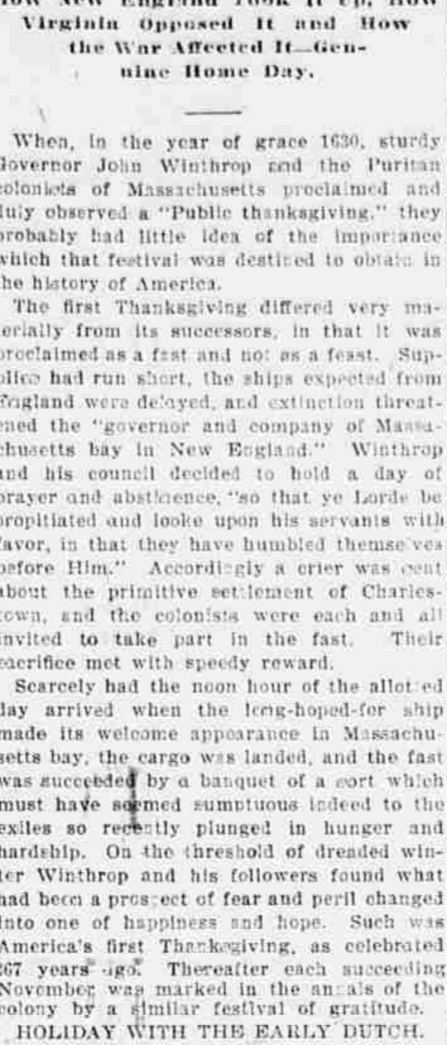 How New England Took It Up, How
Virginia Opposed It and How
the War Affected It—Gen-
uine Home Day.
When, in the year of grace 1630, sturdy
Governor John Winthrop and the Puritan
colonists of Massachusetts proclaimed and
duly observed a "Public thanksgiving," they
probably had little idea of the importance
which that festival was destined to obtain in
the history of America.
The first Thanksgiving differed very ma-
terially from its successors, in that it was
proclaimed as a fast and not as a feast. Sup-
plies had run short, the ships expected from
England were delayed, and extinction threat-
ened the "governor and company of Massa-
chusetts bay in New England." Winthrop
and his council decided to hold a day of
prayer and abstinence, "so that ye Lorde be
propitiated and looke upon his servants with
favor, in that they have humbled themselves
before Him." Accordingly a crier was sent
about the primitive settlement of Charles-
town, and the colonists were each and all
invited to take part in the fast. Their
sacrifice met with speedy reward.
Scarcely had the noon hour of the allotted
day arrived when the long-hoped-for ship
made its welcome appearance in Massachu-
setts bay, the cargo was landed, and the fast
was succeeded by a banquet of a sort which
must have seemed sumptuous indeed to the
exiles so recently plunged in hunger and
hardship. On the threshold of dreaded win-
ter Winthrop and his followers found what
had been a prospect of fear and peril changed
into one of happiness and hope. Such was
America's first Thanksgiving, as celebrated
267 years ago. Thereafter each succeeding
November was marked in the annals of the
colony by a similar festival of gratitude.
HOLIDAY WITH THE EARLY DUTCH.